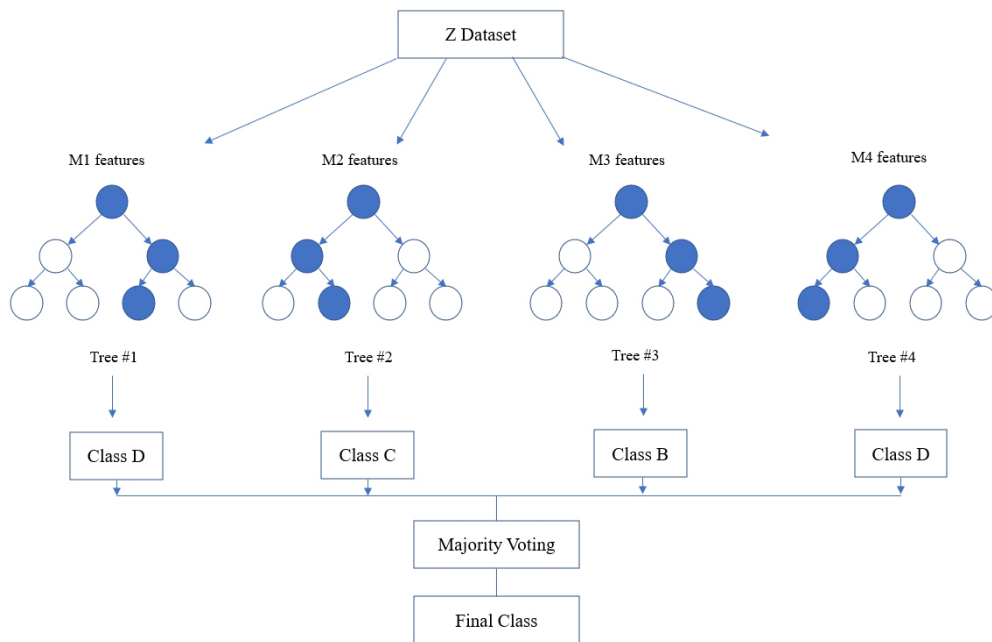 Z Dataset
M1 features
M2 features
M3 features
M4 features
Tree #1
Tree #2
Tree #3
Tree #4
Class D
Class C
Class B
Class D
Majority Voting
Final Class